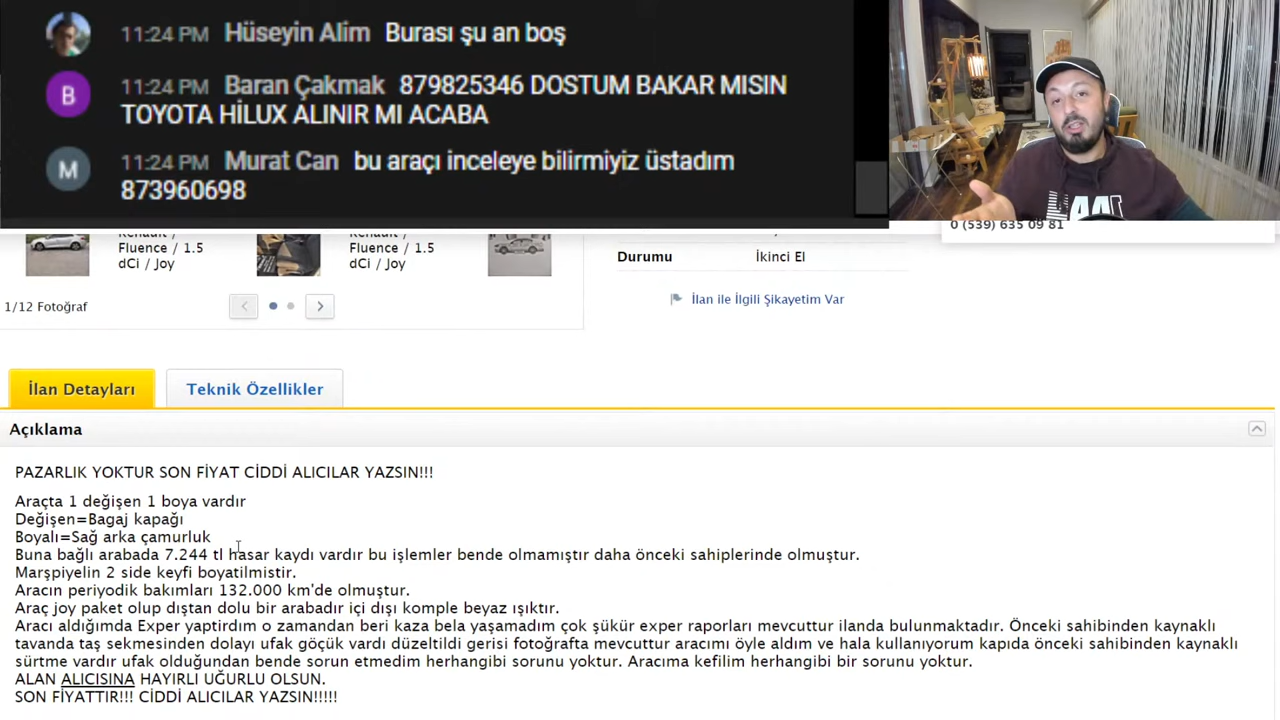 11:24 PM Hüseyin Alim Burası şu an boş
B 11:24 PM Baran Çakmak 879825346 DOSTUM BAKAR MISIN
TOYOTA HİLUX ALINIR MI ACABA
M 11:24 PM Murat Can bu araçı inceleye bilirmiyiz üstadım
873960698
0 (539) 635 09 81
Fluence / 1.5
dCi / Joy
Fluence / 1.5
dCi / Joy
Durumu İkinci El
1/12 Fotoğraf
İlan ile İlgili Şikayetim Var
İlan Detayları Teknik Özellikler
Açıklama
PAZARLIK YOKTUR SON FİYAT CİDDİ ALICILAR YAZSIN!!!
Araçta 1 değişen 1 boya vardır
Değişen=Bagaj kapağı
Boyalı=Sağ arka çamurluk
Buna bağlı arabada 7.244 tl hasar kaydı vardır bu işlemler bende olmamıştır daha önceki sahiplerinde olmuştur.
Marşpiyelin 2 side keyfi boyatilmistir.
Aracın periyodik bakımları 132.000 km'de olmuştur.
Araç joy paket olup dıştan dolu bir arabadır içi dışı komple beyaz ışıktır.
Aracı aldığımda Exper yaptirdım o zamandan beri kaza bela yaşamadım çok şükür exper raporları mevcuttur ilanda bulunmaktadır. Önceki sahibinden kaynaklı
tavanda taş sekmesinden dolayı ufak göçük vardı düzeltildi gerisi fotoğrafta mevcuttur aracımı öyle aldım ve hala kullanıyorum kapıda önceki sahibinden kaynaklı
sürtme vardır ufak olduğundan bende sorun etmedim herhangibi sorunu yoktur. Aracıma kefilim herhangibi bir sorunu yoktur.
ALAN ALICISINA HAYIRLI UĞURLU OLSUN.
SON FİYATTIR!!! CİDDİ ALICILAR YAZSIN!!!!!